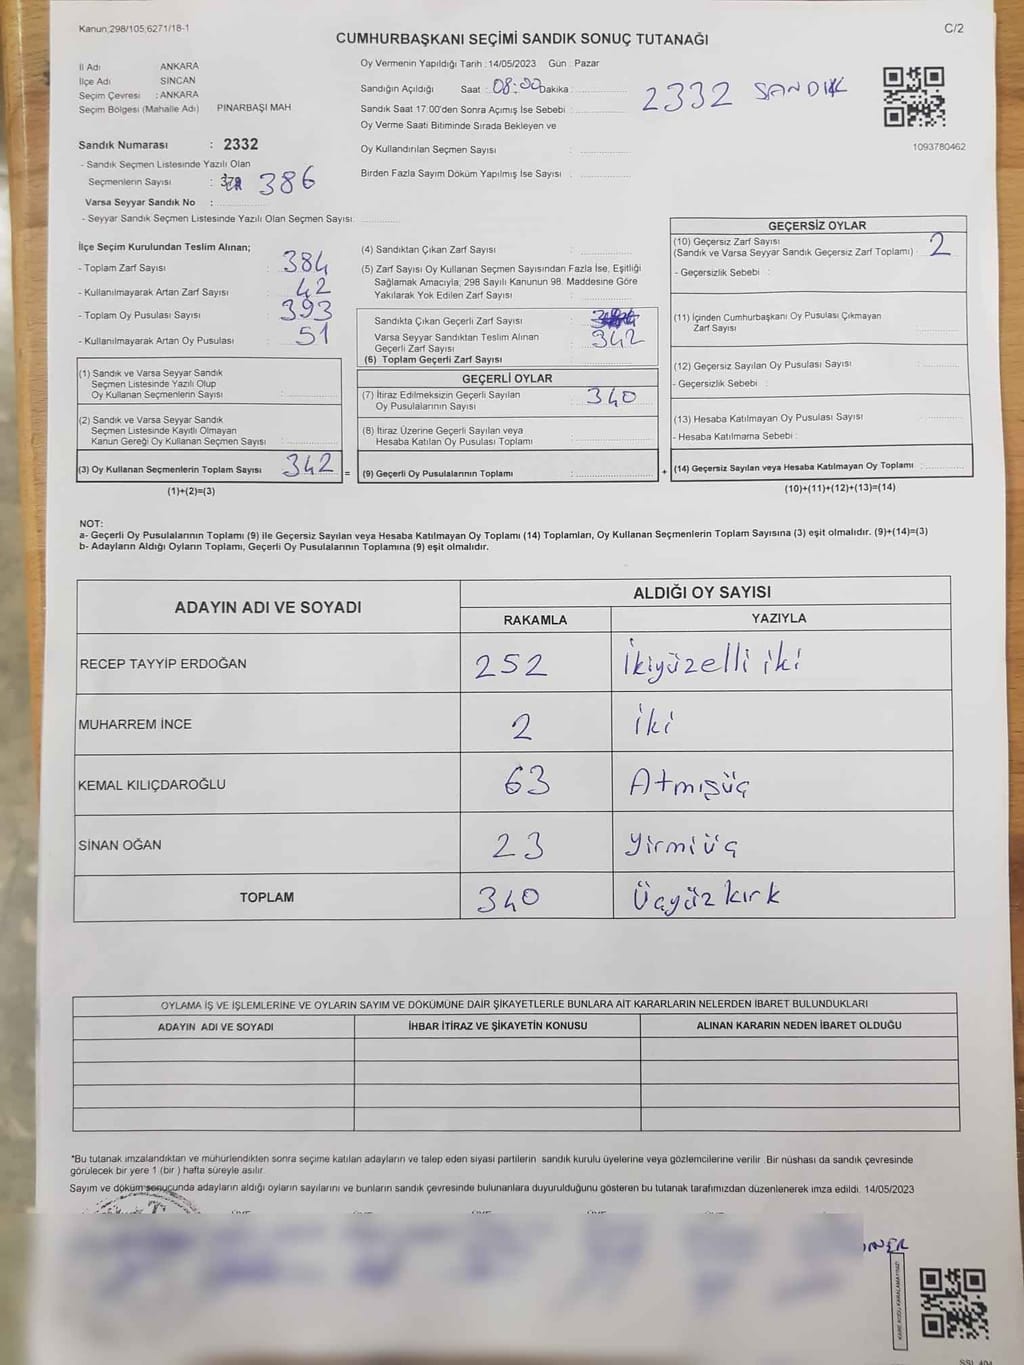 Kanun;298/105;6271/18-1
C/2
CUMHURBAŞKANI SEÇİMİ SANDIK SONUÇ TUTANAĞI
İl Adı ANKARA
İlçe Adı SİNCAN
Seçim Çevresi : ANKARA
Seçim Bölgesi (Mahalle Adı) PINARBAŞI MAH
Oy Vermenin Yapıldığı Tarih : 14/05/2023 Gün : Pazar
Sandığın Açıldığı Saat : 08:00 Dakika :
2332 SANDIK
Sandık Saat 17:00'den Sonra Açımış İse Sebebi :
Oy Verme Saati Bitiminde Sırada Bekleyen ve
Oy Kullandırılan Seçmen Sayısı :
Birden Fazla Sayım Döküm Yapılmış İse Sayısı :
1093780462
Sandık Numarası : 2332
- Sandık Seçmen Listesinde Yazılı Olan
Seçmenlerin Sayısı : 386
Varsa Seyyar Sandık No :
- Seyyar Sandık Seçmen Listesinde Yazılı Olan Seçmen Sayısı:
İlçe Seçim Kurulundan Teslim Alınan;
- Toplam Zarf Sayısı : 384
- Kullanılmayarak Artan Zarf Sayısı : 42
- Toplam Oy Pusulası Sayısı : 393
- Kullanılmayarak Artan Oy Pusulası : 51
(1) Sandık ve Varsa Seyyar Sandık
Seçmen Listesinde Yazılı Olup
Oy Kullanan Seçmenlerin Sayısı :
(2) Sandık ve Varsa Seyyar Sandık
Seçmen Listesinde Kayıtlı Olmayan
Kanun Gereği Oy Kullanan Seçmen Sayısı :
(3) Oy Kullanan Seçmenlerin Toplam Sayısı 342 =
(1)+(2)=(3)
(4) Sandıktan Çıkan Zarf Sayısı :
(5) Zarf Sayısı Oy Kullanan Seçmen Sayısından Fazla İse, Eşitliği
Sağlamak Amacıyla, 298 Sayılı Kanunun 98. Maddesine Göre
Yakılarak Yok Edilen Zarf Sayısı :
Sandıkta Çıkan Geçerli Zarf Sayısı :
Varsa Seyyar Sandıktan Teslim Alınan
Geçerli Zarf Sayısı : 342
(6) Toplam Geçerli Zarf Sayısı :
GEÇERLİ OYLAR
(7) İtiraz Edilmeksizin Geçerli Sayılan
Oy Pusulalarının Sayısı : 340
(8) İtiraz Üzerine Geçerli Sayılan veya
Hesaba Katılan Oy Pusulası Toplamı :
(9) Geçerli Oy Pusulalarının Toplamı : +
GEÇERSİZ OYLAR
(10) Geçersiz Zarf Sayısı
(Sandık ve Varsa Seyyar Sandık Geçersiz Zarf Toplamı) : 2
- Geçersizlik Sebebi :
(11) İçinden Cumhurbaşkanı Oy Pusulası Çıkmayan
Zarf Sayısı :
(12) Geçersiz Sayılan Oy Pusulası Sayısı :
- Geçersizlik Sebebi :
(13) Hesaba Katılmayan Oy Pusulası Sayısı :
- Hesaba Katılmama Sebebi :
(14) Geçersiz Sayılan veya Hesaba Katılmayan Oy Toplamı :
(10)+(11)+(12)+(13)=(14)
NOT:
a- Geçerli Oy Pusulalarının Toplamı (9) ile Geçersiz Sayılan veya Hesaba Katılmayan Oy Toplamı (14) Toplamları, Oy Kullanan Seçmenlerin Toplam Sayısına (3) eşit olmalıdır. (9)+(14)=(3)
b- Adayların Aldığı Oyların Toplamı, Geçerli Oy Pusulalarının Toplamına (9) eşit olmalıdır.
ADAYIN ADI VE SOYADI
ALDIĞI OY SAYISI
RAKAMLA YAZIYLA
RECEP TAYYİP ERDOĞAN 252 İkiyüzelli iki
MUHARREM İNCE 2 iki
KEMAL KILIÇDAROĞLU 63 Atmışüç
SİNAN OĞAN 23 yirmi üç
TOPLAM 340 Üçyüz kırk
OYLAMA İŞ VE İŞLEMLERİNE VE OYLARIN SAYIM VE DÖKÜMÜNE DAİR ŞİKAYETLERLE BUNLARA AİT KARARLARIN NELERDEN İBARET BULUNDUKLARI
ADAYIN ADI VE SOYADI İHBAR İTİRAZ VE ŞİKAYETİN KONUSU ALINAN KARARIN NEDEN İBARET OLDUĞU
*Bu tutanak imzalandıktan ve mühürlendikten sonra seçime katılan adayların ve talep eden siyasi partilerin sandık kurulu üyelerine veya gözlemcilerine verilir. Bir nüshası da sandık çevresinde
görülecek bir yere 1 (bir ) hafta süreyle asılır.
Sayım ve döküm sonucunda adayların aldığı oyların sayılarını ve bunların sandık çevresinde bulunanlara duyurulduğunu gösteren bu tutanak tarafımızdan düzenlenerek imza edildi. 14/05/2023